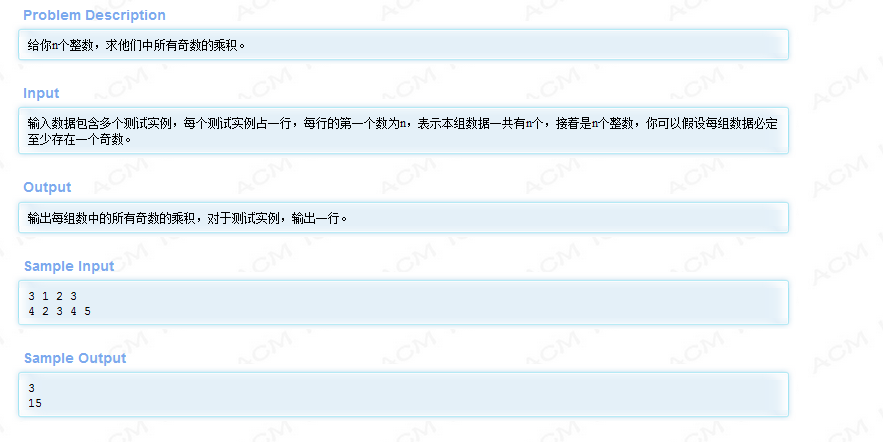 Problem Description
给你n个整数，求他们中所有奇数的乘积。
Input
输入数据包含多个测试实例，每个测试实例占一行，每行的第一个数为n，表示本组数据一共有n个，接着是n个整数，你可以假设每组数据必定
至少存在一个奇数。
Output
输出每组数中的所有奇数的乘积，对于测试实例，输出一行。
Sample Input
3 1 2 3
4 2 3 4 5
Sample Output
3
15